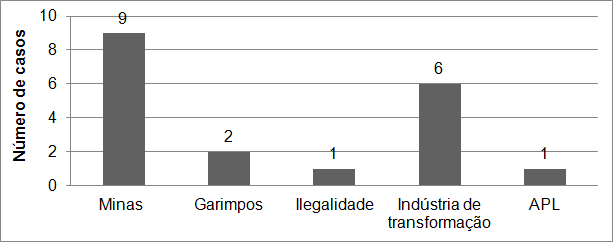 Número de casos
10
8
6
4
2
0
9
2
1
6
1
Minas
Garimpos
Ilegalidade
Indústria de
transformação
APL